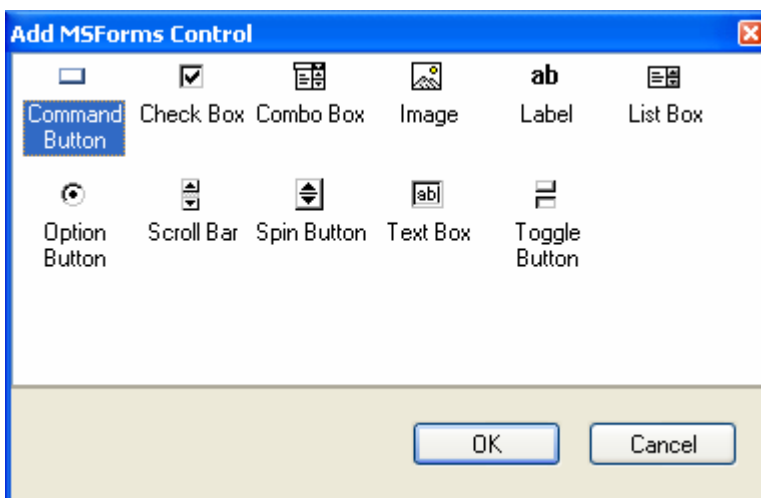 Add MSForms Control
ab
Command Button
Check Box
Combo Box
Image
Label
List Box
ab
Option Button
Scroll Bar
Spin Button
Text Box
Toggle Button
OK
Cancel